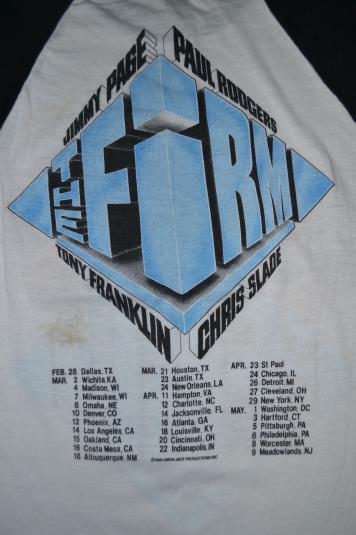 JIMMY PAGE PAUL RODGERS
THE FIRM
TONY FRANKLIN CHRIS SLADE
FEB. 28 Dallas, TX
MAR. 2 Wichita, KA
4 Madison, WI
7 Milwaukee, WI
8 Omaha, NE
10 Denver, CO
12 Phoenix, AZ
14 Los Angeles, CA
15 Oakland, CA
16 Costa Mesa, CA
18 Albuquerque, NM
MAR. 21 Houston, TX
23 Austin, TX
24 New Orleans, LA
APR. 11 Hampton, VA
12 Charlotte, NC
14 Jacksonville, FL
16 Atlanta, GA
18 Louisville, KY
20 Cincinnati, OH
22 Indianapolis, IN
APR. 23 St Paul
24 Chicago, IL
26 Detroit, MI
27 Cleveland, OH
29 New York, NY
MAY. 1 Washington, DC
3 Hartford, CT
5 Pittsburgh, PA
6 Philadelphia, PA
8 Worcester, MA
9 Meadowlands, NJ
UNION JACK PRODUCTIONS INC.